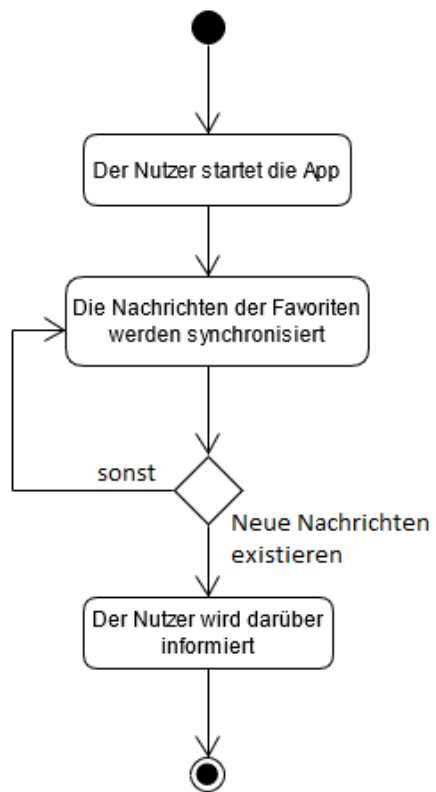 Der Nutzer startet die App
Die Nachrichten der Favoriten
werden synchronisiert
sonst
Neue Nachrichten
existieren
Der Nutzer wird darüber
informiert